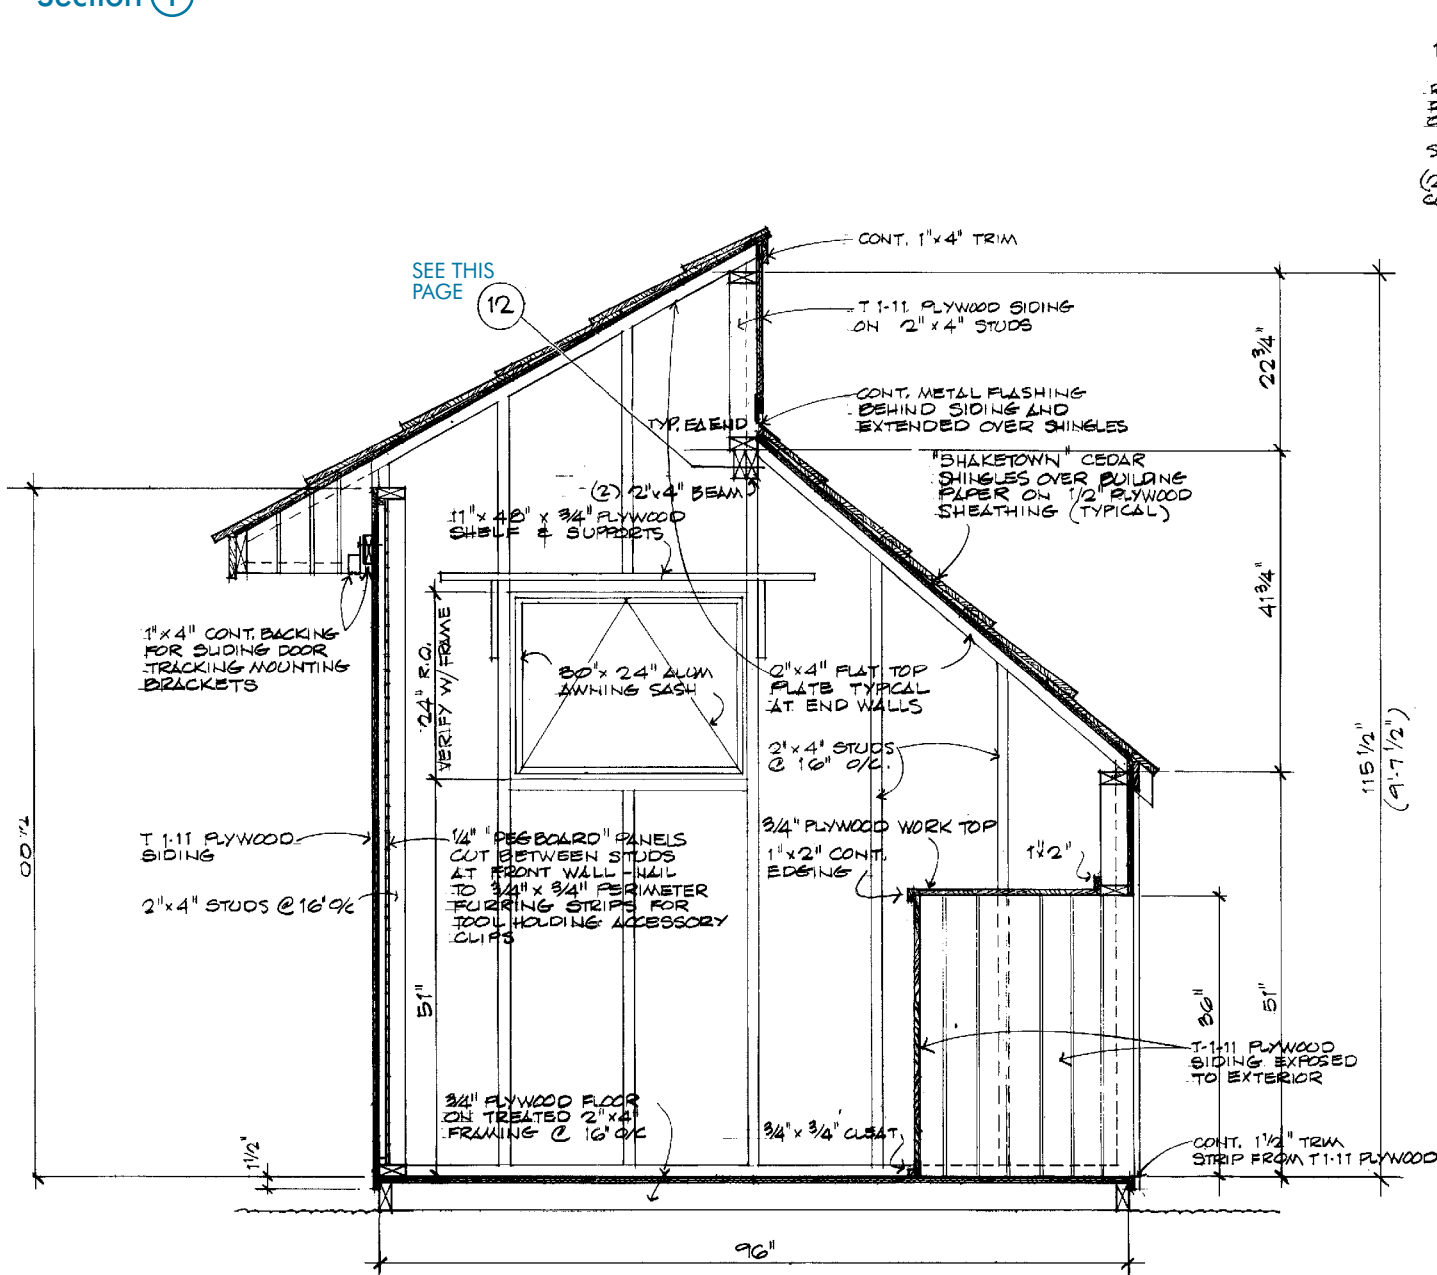 Section 1
CONT. 1"x4" TRIM
SEE THIS
PAGE
12
T 1-11 PLYWOOD SIDING
ON 2"x4" STUDS
22 3/4"
CONT. METAL FLASHING
BEHIND SIDING AND
EXTENDED OVER SHINGLES
TYP. EA END
"SHAKETOWN" CEDAR
SHINGLES OVER BUILDING
PAPER ON 1/2" PLYWOOD
SHEATHING (TYPICAL)
(2) 2"x4" BEAM
11" x 48" x 3/4" PLYWOOD
SHELF & SUPPORTS
41 3/4"
1"x4" CONT. BACKING
FOR SLIDING DOOR
TRACKING MOUNTING
BRACKETS
24" R.O.
VERIFY W/FRAME
30" x 24" ALUM
AWNING SASH
2"x4" FLAT TOP
PLATE TYPICAL
AT END WALLS
2"x4" STUDS
@ 16" O/C.
115 1/2"
(9'-7 1/2")
T 1-11 PLYWOOD
SIDING
2"x4" STUDS @ 16" O/C
1/4" "PEGBOARD" PANELS
CUT BETWEEN STUDS
AT FRONT WALL - NAIL
TO 3/4" x 3/4" PERIMETER
FURRING STRIPS FOR
TOOL HOLDING ACCESSORY
CLIPS
3/4" PLYWOOD WORK TOP
1"x2" CONT.
EDGING
1"x2"
51"
36"
51"
T-1-11 PLYWOOD
SIDING EXPOSED
TO EXTERIOR
3/4" PLYWOOD FLOOR
ON TREATED 2"x4"
FRAMING @ 16" O/C
3/4" x 3/4" CLEAT
1 1/2"
CONT. 1 1/2" TRIM
STRIP FROM T 1-11 PLYWOOD
96"